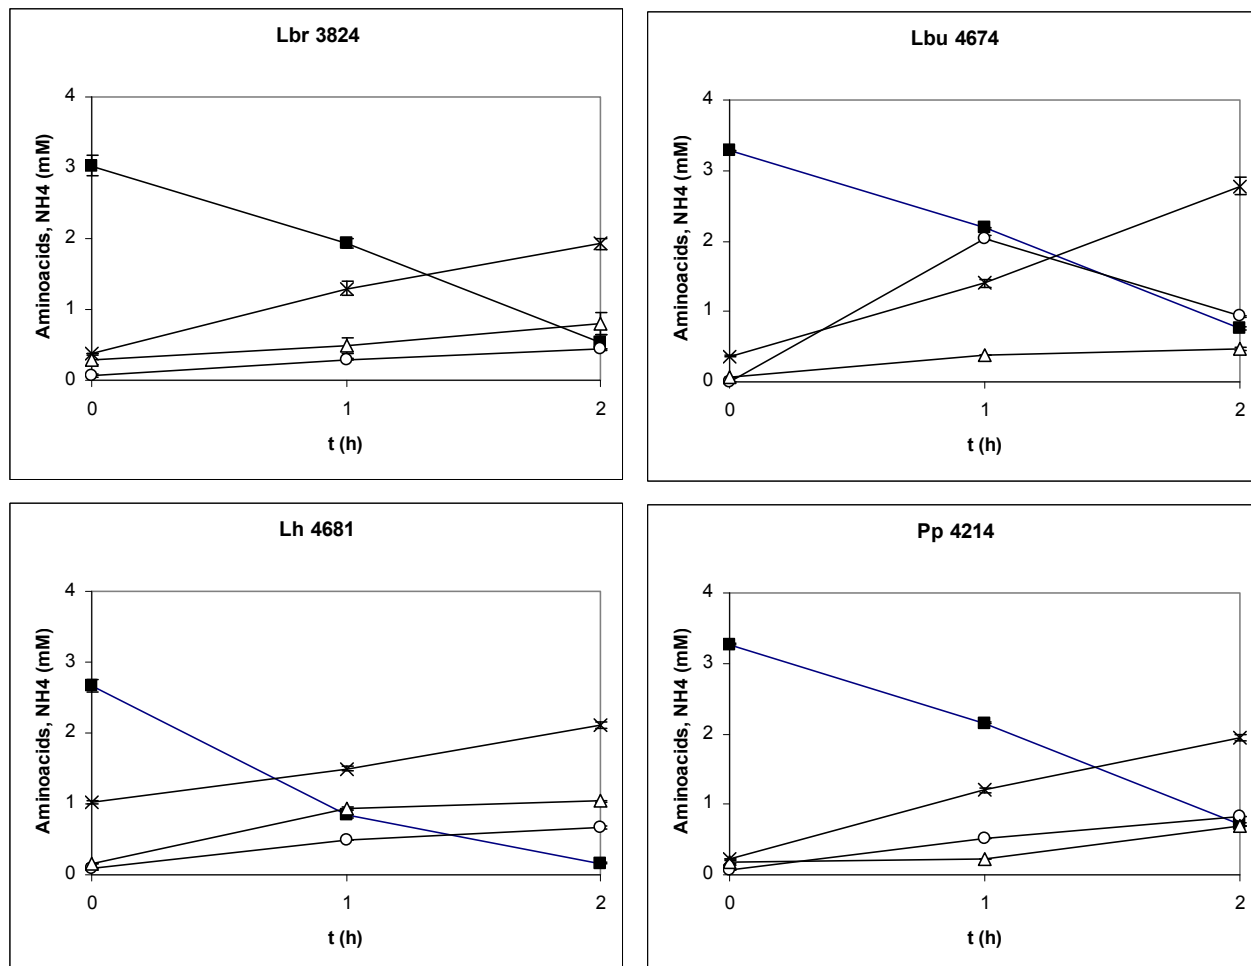 Lbr 3824
Aminoacids, NH4 (mM)
4
3
2
1
0
0 1 2
t (h)
Lbu 4674
Aminoacids, NH4 (mM)
4
3
2
1
0
0 1 2
t (h)
Lh 4681
Aminoacids, NH4 (mM)
4
3
2
1
0
0 1 2
t (h)
Pp 4214
Aminoacids, NH4 (mM)
4
3
2
1
0
0 1 2
t (h)